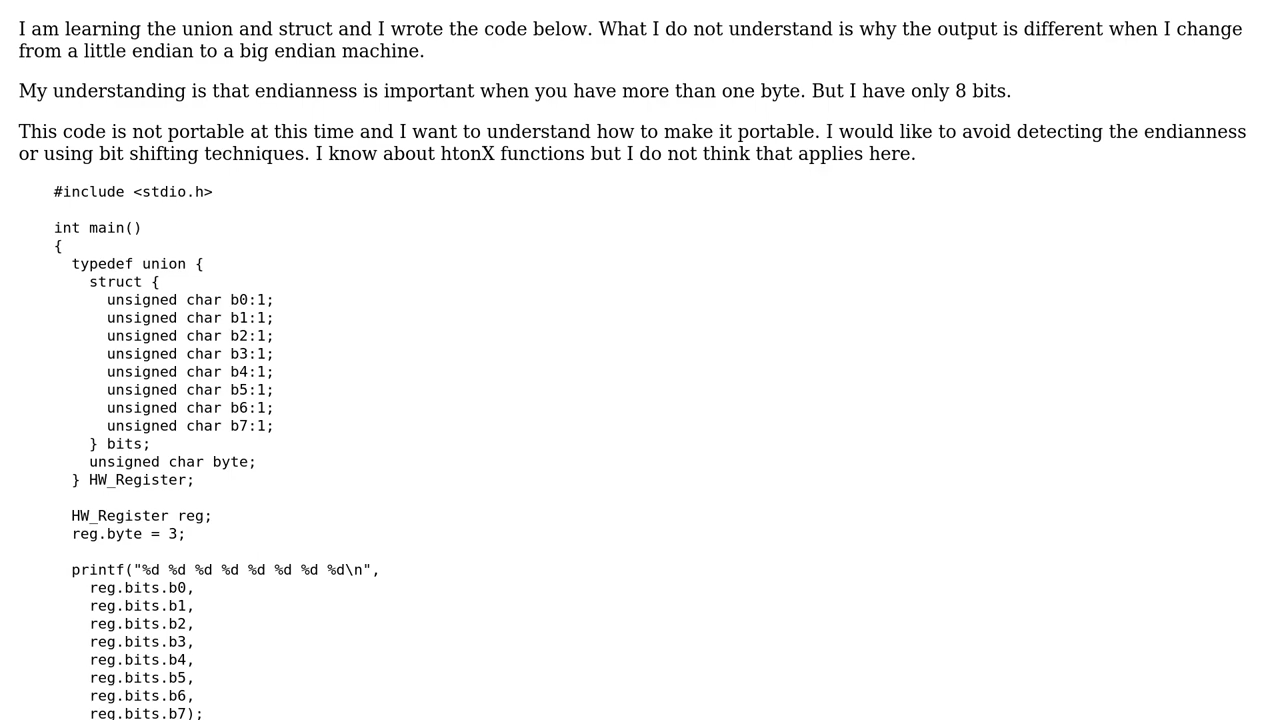 I am learning the union and struct and I wrote the code below. What I do not understand is why the output is different when I change
from a little endian to a big endian machine.
My understanding is that endianness is important when you have more than one byte. But I have only 8 bits.
This code is not portable at this time and I want to understand how to make it portable. I would like to avoid detecting the endianness
or using bit shifting techniques. I know about htonX functions but I do not think that applies here.
#include <stdio.h>
int main()
{
  typedef union {
    struct {
      unsigned char b0:1;
      unsigned char b1:1;
      unsigned char b2:1;
      unsigned char b3:1;
      unsigned char b4:1;
      unsigned char b5:1;
      unsigned char b6:1;
      unsigned char b7:1;
    } bits;
    unsigned char byte;
  } HW_Register;
  HW_Register reg;
  reg.byte = 3;
  printf("%d %d %d %d %d %d %d %d\n",
    reg.bits.b0,
    reg.bits.b1,
    reg.bits.b2,
    reg.bits.b3,
    reg.bits.b4,
    reg.bits.b5,
    reg.bits.b6,
    reg.bits.b7);